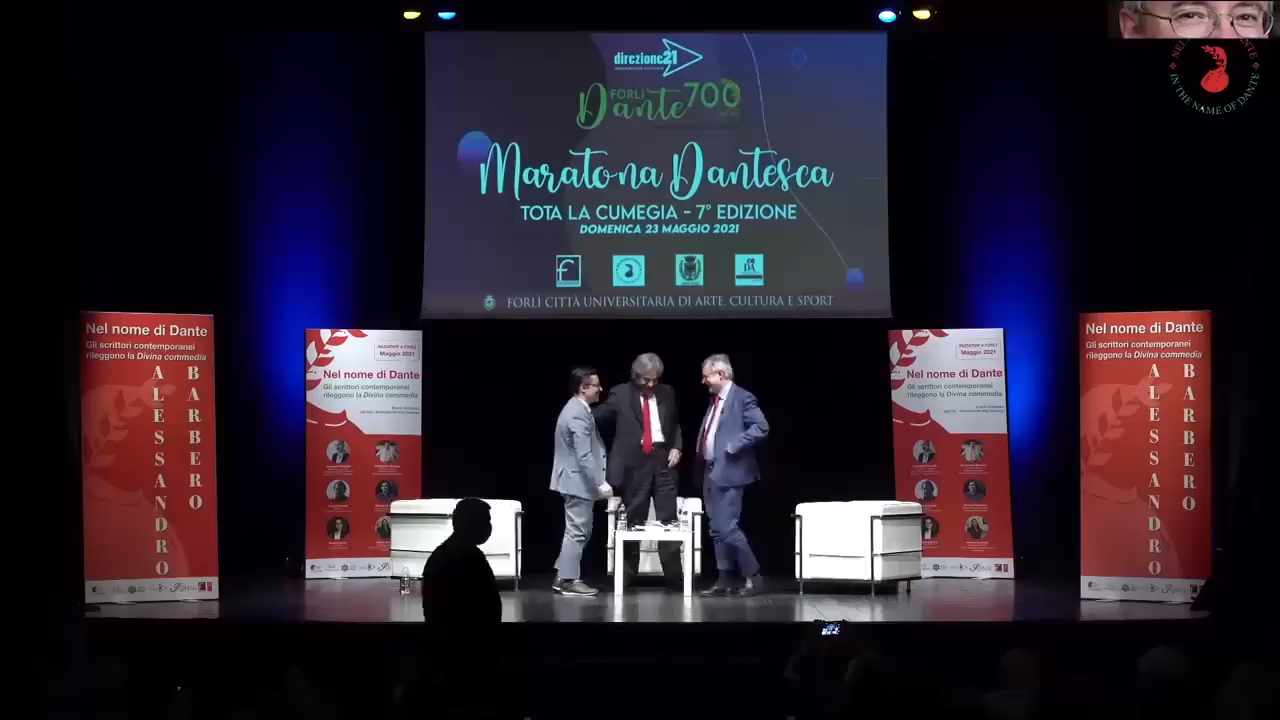 direzione21
FORLÌ
Dante 700
Maratona Dantesca
TOTA LA CUMEGIA - 7° EDIZIONE
DOMENICA 23 MAGGIO 2021
FORLÌ CITTÀ UNIVERSITARIA DI ARTE, CULTURA E SPORT
IN THE NAME OF DANTE
Nel nome di Dante
Gli scrittori contemporanei
rileggono la Divina commedia
ALESSANDRO
BARBERO
INIZIATIVE A FORLÌ
Maggio 2021
Nel nome di Dante
Gli scrittori contemporanei
rileggono la Divina commedia
INIZIATIVE A FORLÌ
Maggio 2021
Nel nome di Dante
Gli scrittori contemporanei
rileggono la Divina commedia
Nel nome di Dante
Gli scrittori contemporanei
rileggono la Divina commedia
ALESSANDRO
BARBERO